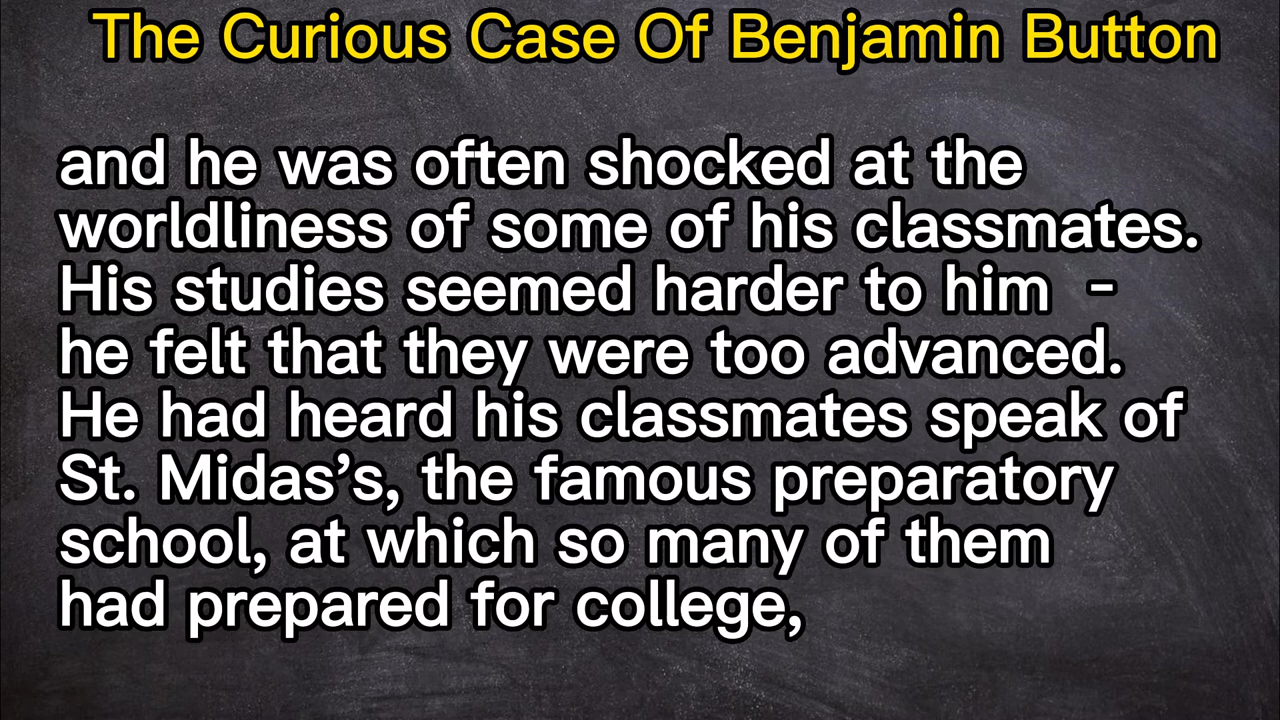 The Curious Case Of Benjamin Button
and he was often shocked at the
worldliness of some of his classmates.
His studies seemed harder to him -
he felt that they were too advanced.
He had heard his classmates speak of
St. Midas’s, the famous preparatory
school, at which so many of them
had prepared for college,